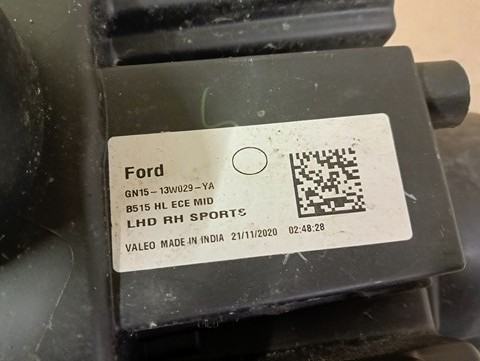 Ford
GN15-13W029-YA
B515 HL ECE MID
LHD RH SPORTS
VALEO MADE IN INDIA 21/11/2020 02:48:28